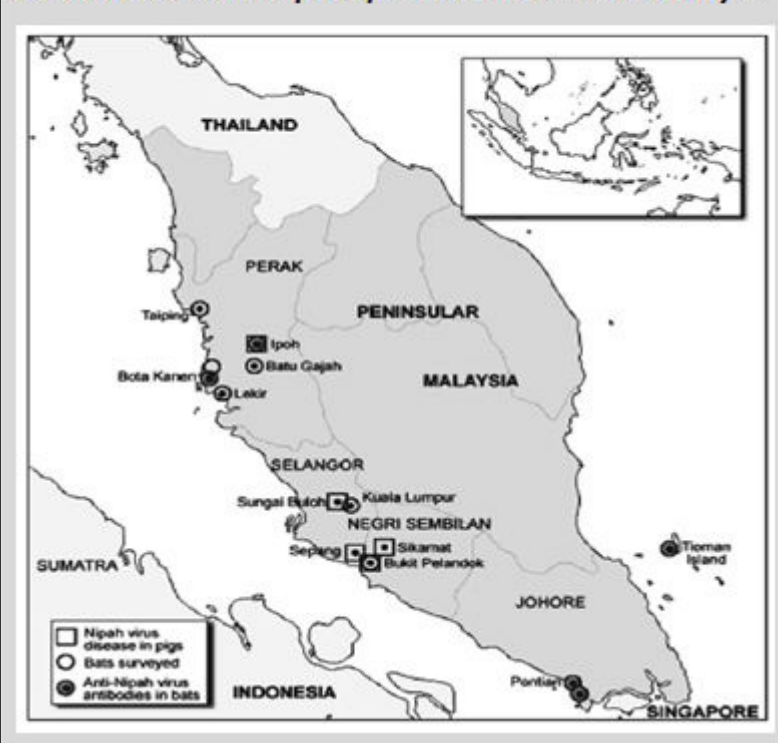 THAILAND
PERAK
PENINSULAR
MALAYSIA
Taiping
Ipoh
Batu Gajah
Bota Kanen
Lekir
SELANGOR
Sungai Buloh
Kuala Lumpur
NEGRI SEMBILAN
Sepang
Sikamat
Bukit Pelandok
Tioman
Island
SUMATRA
JOHORE
Nipah virus
disease in pigs
Bats surveyed
Anti-Nipah virus
antibodies in bats
INDONESIA
Pontian
SINGAPORE